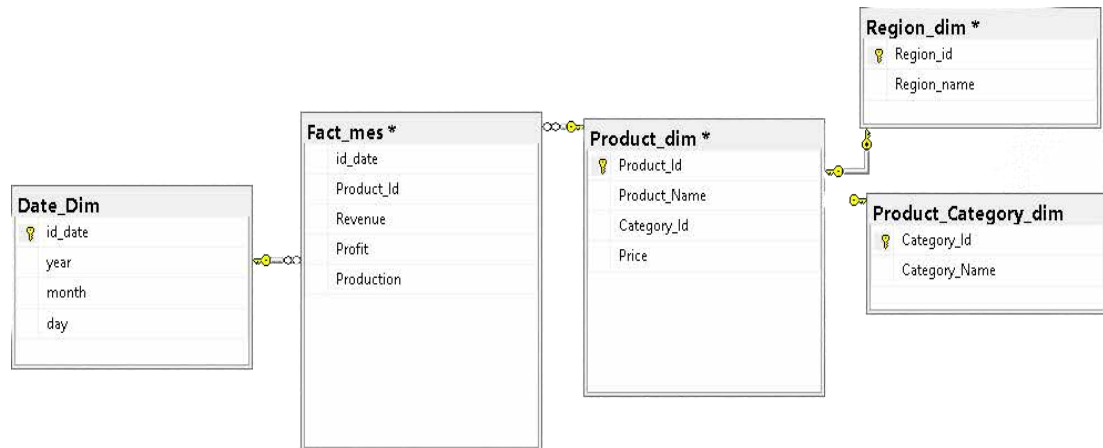 Date_Dim
id_date
year
month
day
Fact_mes *
id_date
Product_Id
Revenue
Profit
Production
Product_dim *
Product_Id
Product_Name
Category_Id
Price
Region_dim *
Region_id
Region_name
Product_Category_dim
Category_Id
Category_Name